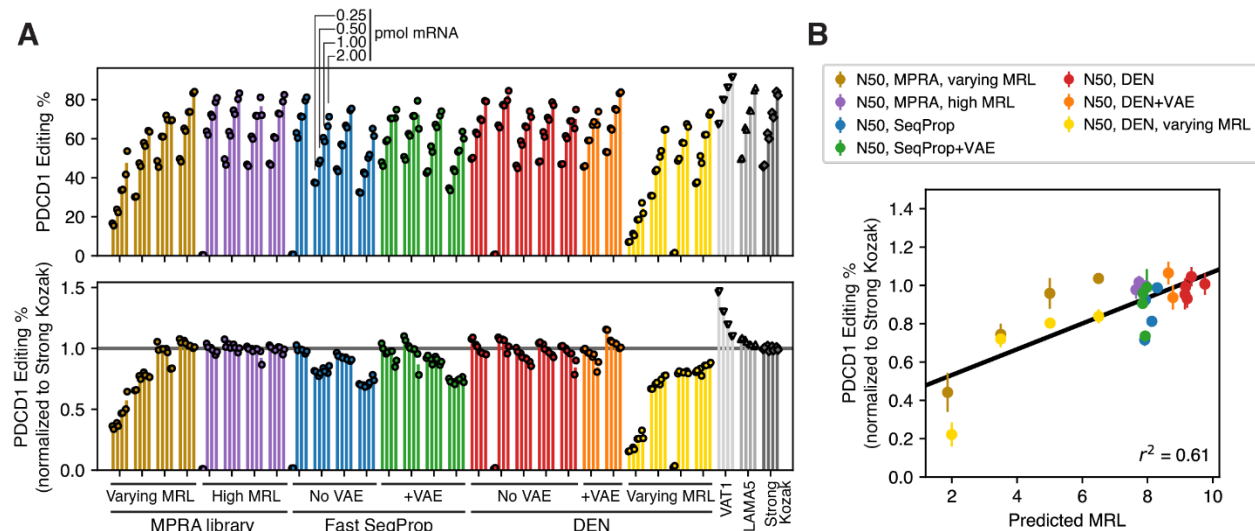 A
0.25
0.50
1.00
2.00
pmol mRNA
PDCD1 Editing %
80
60
40
20
0
PDCD1 Editing %
(normalized to Strong Kozak)
1.5
1.0
0.5
0.0
Varying MRL
High MRL
No VAE
+VAE
No VAE
+VAE
Varying MRL
VAT1
LAMA5
Strong
Kozak
MPRA library
Fast SeqProp
DEN
B
N50, MPRA, varying MRL
N50, MPRA, high MRL
N50, SeqProp
N50, SeqProp+VAE
N50, DEN
N50, DEN+VAE
N50, DEN, varying MRL
PDCD1 Editing %
(normalized to Strong Kozak)
1.4
1.2
1.0
0.8
0.6
0.4
0.2
0.0
r² = 0.61
2 4 6 8 10
Predicted MRL